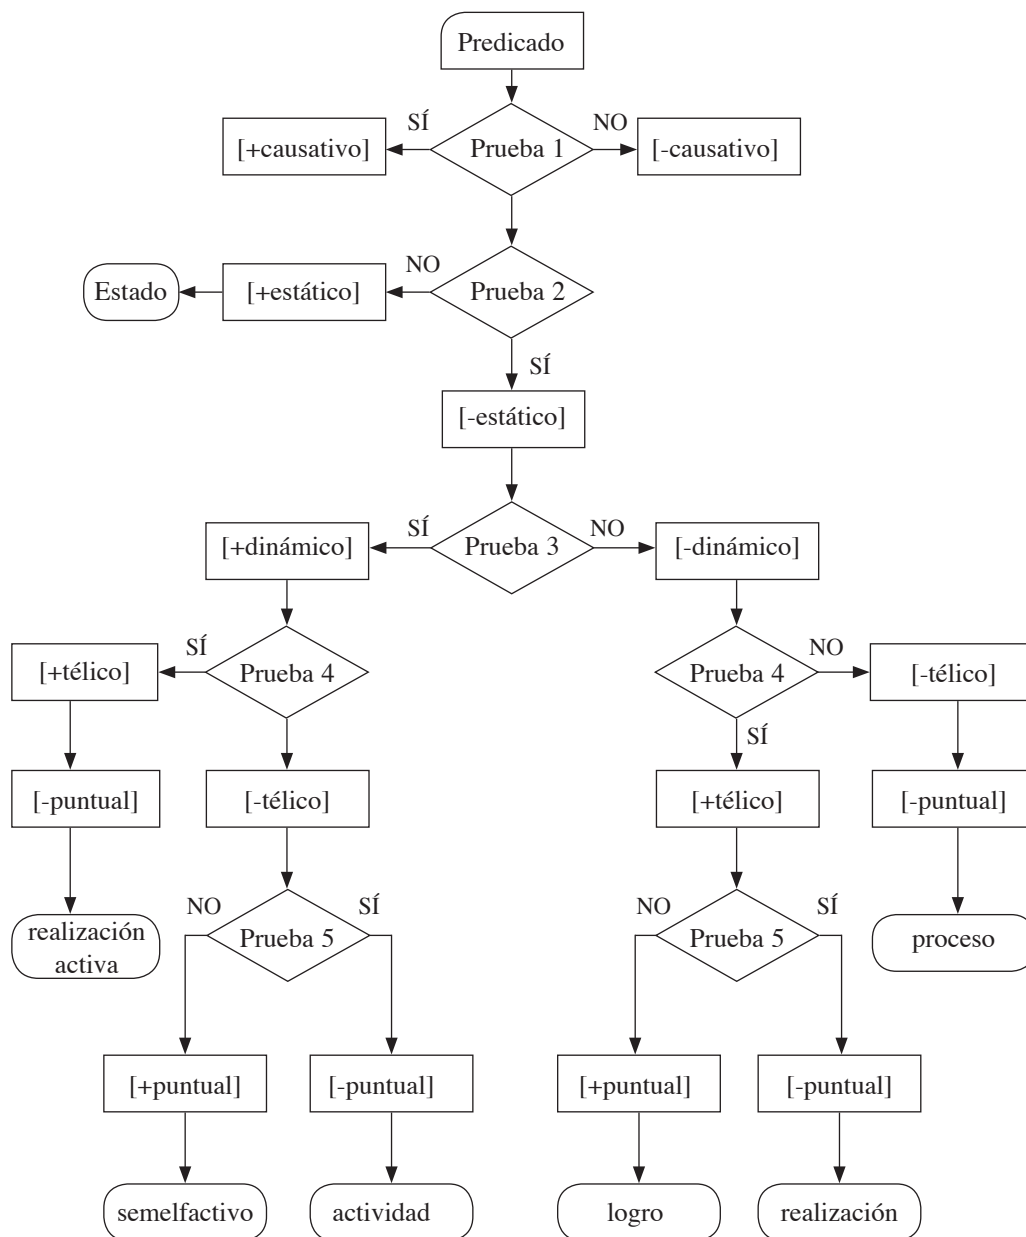 Predicado
SÍ
NO
[+causativo]
Prueba 1
[-causativo]
NO
Estado
[+estático]
Prueba 2
SÍ
[-estático]
SÍ
NO
[+dinámico]
Prueba 3
[-dinámico]
SÍ
NO
[+télico]
Prueba 4
Prueba 4
[-télico]
SÍ
[-puntual]
[-télico]
[+télico]
[-puntual]
NO
SÍ
NO
SÍ
realización
activa
Prueba 5
Prueba 5
proceso
[+puntual]
[-puntual]
[+puntual]
[-puntual]
semelfactivo
actividad
logro
realización